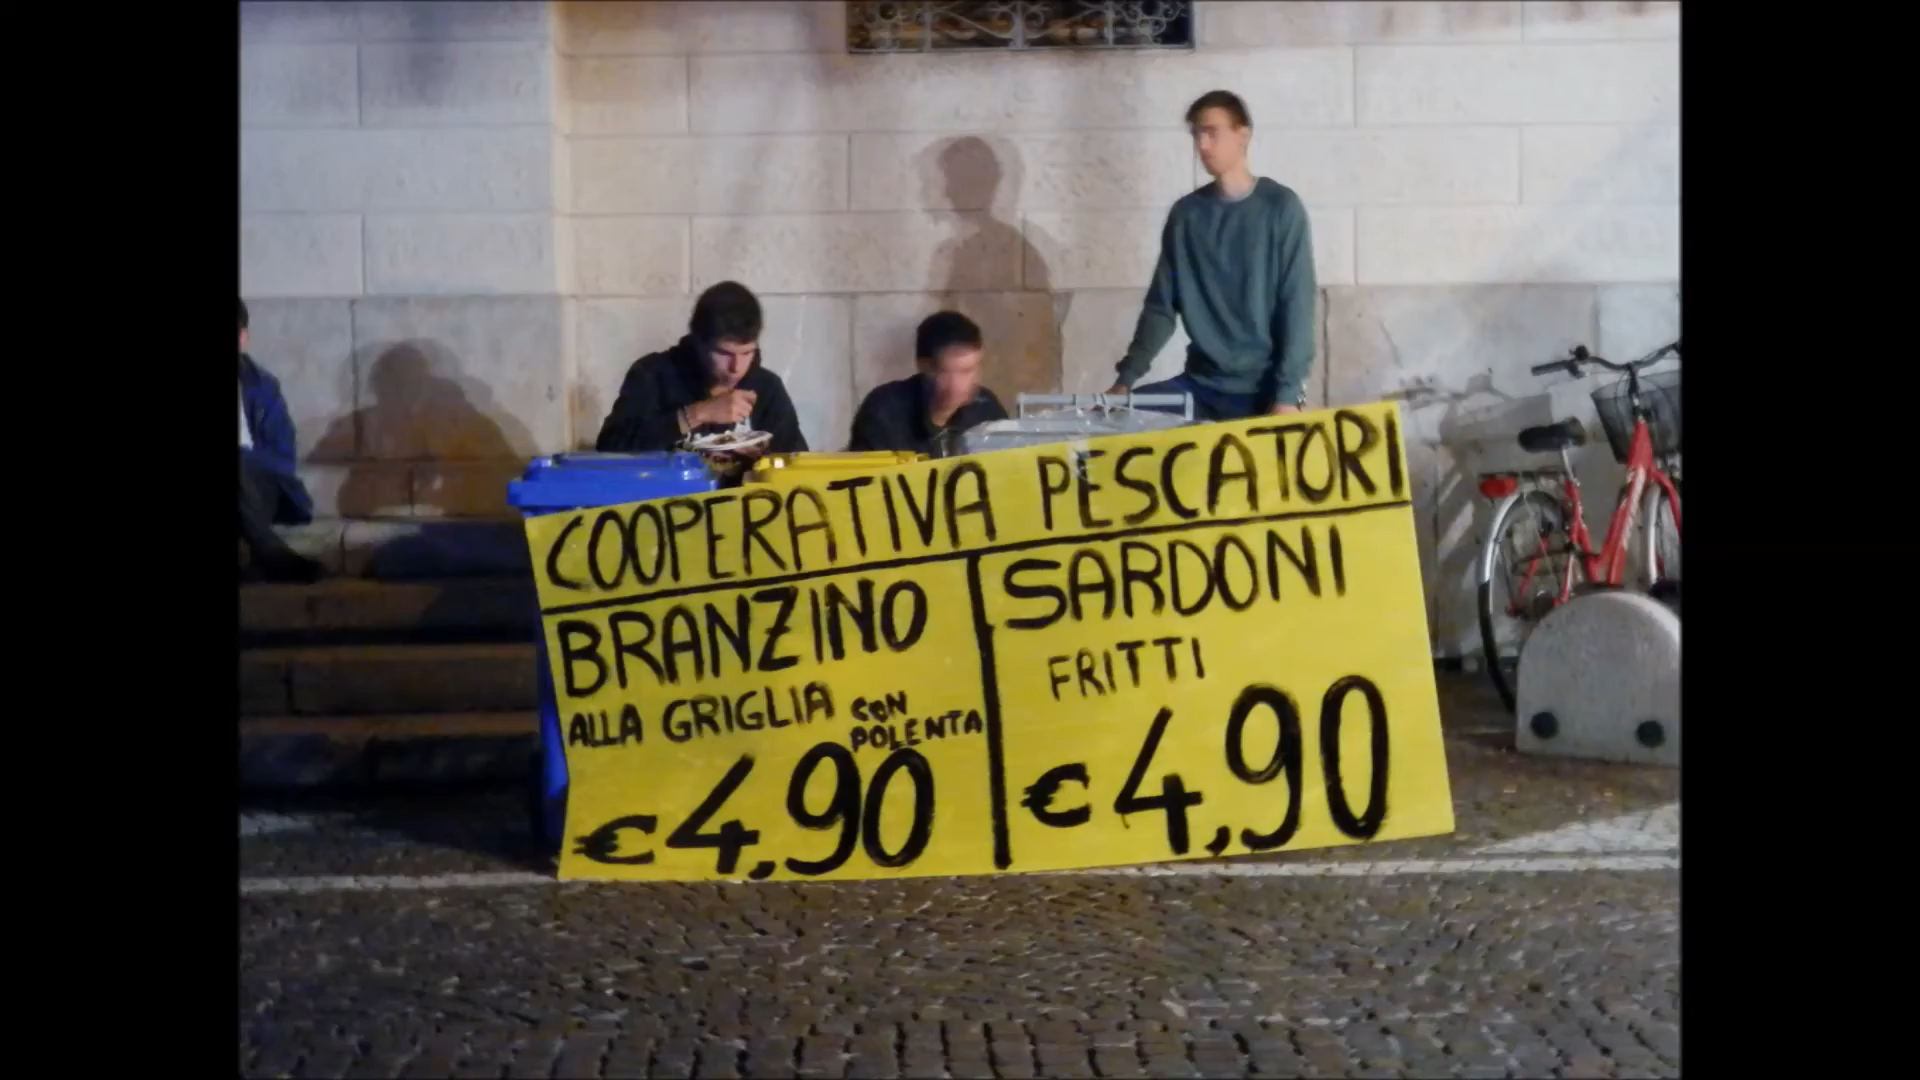 COOPERATIVA PESCATORI
BRANZINO
ALLA GRIGLIA CON
POLENTA
€ 4,90
SARDONI
FRITTI
€ 4,90